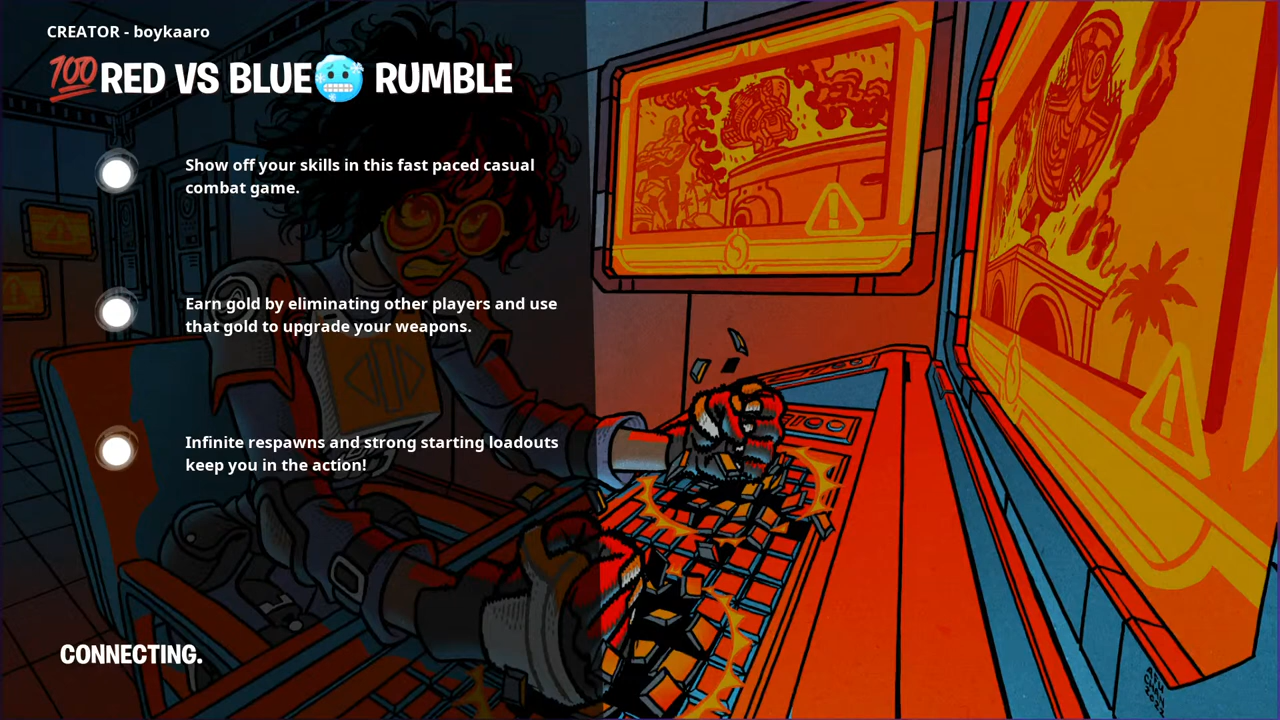 CREATOR - boykaaro
💯RED VS BLUE🥶 RUMBLE
Show off your skills in this fast paced casual
combat game.
Earn gold by eliminating other players and use
that gold to upgrade your weapons.
Infinite respawns and strong starting loadouts
keep you in the action!
CONNECTING.